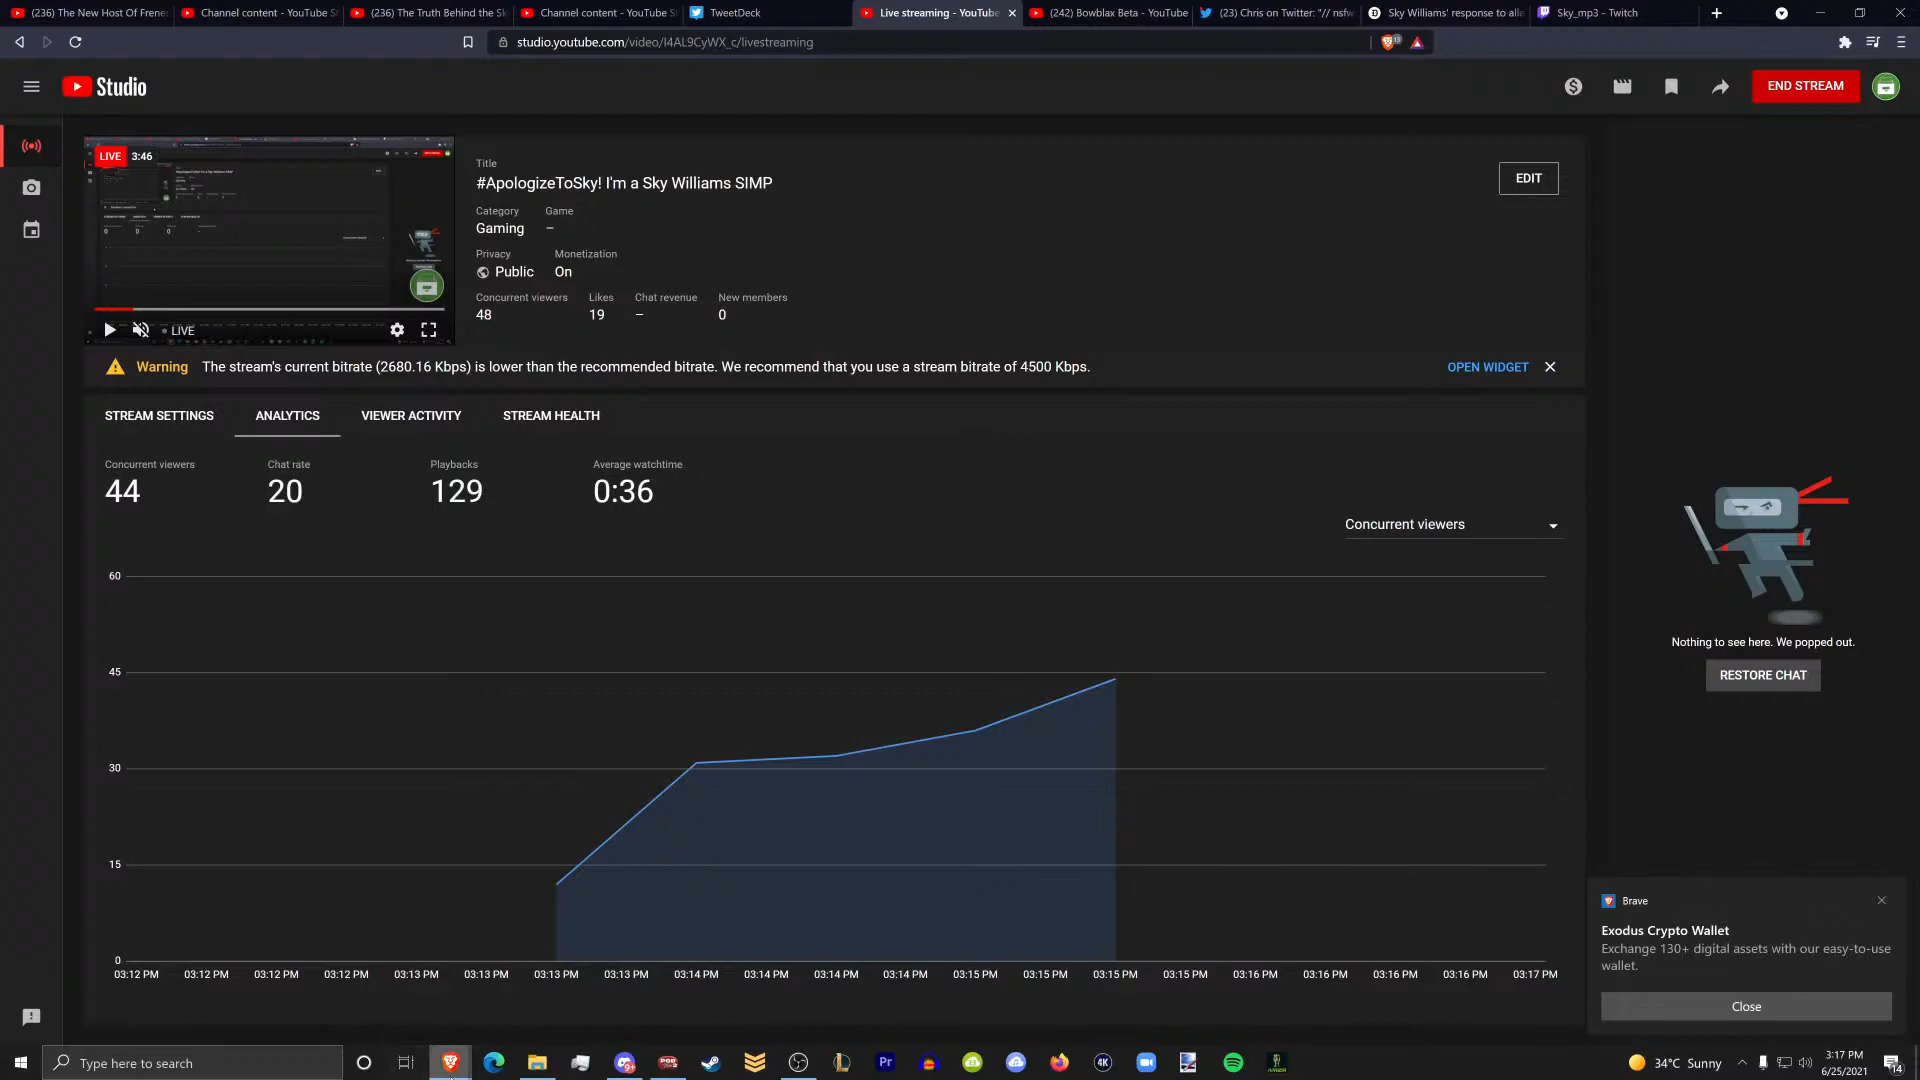 (236) The New Host Of Frene
Channel content - YouTube St
(236) The Truth Behind the Sk
Channel content - YouTube St
TweetDeck
Live streaming - YouTube
(242) Bowblax Beta - YouTube
(23) Chris on Twitter: "// nsfw
Sky Williams' response to alle
Sky_mp3 - Twitch
studio.youtube.com/video/I4AL9CyWX_c/livestreaming
Studio
END STREAM
LIVE 3:46
LIVE
Title
#ApologizeToSky! I'm a Sky Williams SIMP
EDIT
Category Game
Gaming –
Privacy Monetization
Public On
Concurrent viewers Likes Chat revenue New members
48 19 – 0
Warning The stream's current bitrate (2680.16 Kbps) is lower than the recommended bitrate. We recommend that you use a stream bitrate of 4500 Kbps.
OPEN WIDGET
STREAM SETTINGS ANALYTICS VIEWER ACTIVITY STREAM HEALTH
Concurrent viewers Chat rate Playbacks Average watchtime
44 20 129 0:36
Concurrent viewers
60
45
30
15
0
03:12 PM 03:12 PM 03:12 PM 03:12 PM 03:13 PM 03:13 PM 03:13 PM 03:13 PM 03:14 PM 03:14 PM 03:14 PM 03:14 PM 03:15 PM 03:15 PM 03:15 PM 03:15 PM 03:16 PM 03:16 PM 03:16 PM 03:16 PM 03:17 PM
Nothing to see here. We popped out.
RESTORE CHAT
Brave
Exodus Crypto Wallet
Exchange 130+ digital assets with our easy-to-use
wallet.
Close
Type here to search
Pr
4K
34°C Sunny
3:17 PM
6/25/2021
14